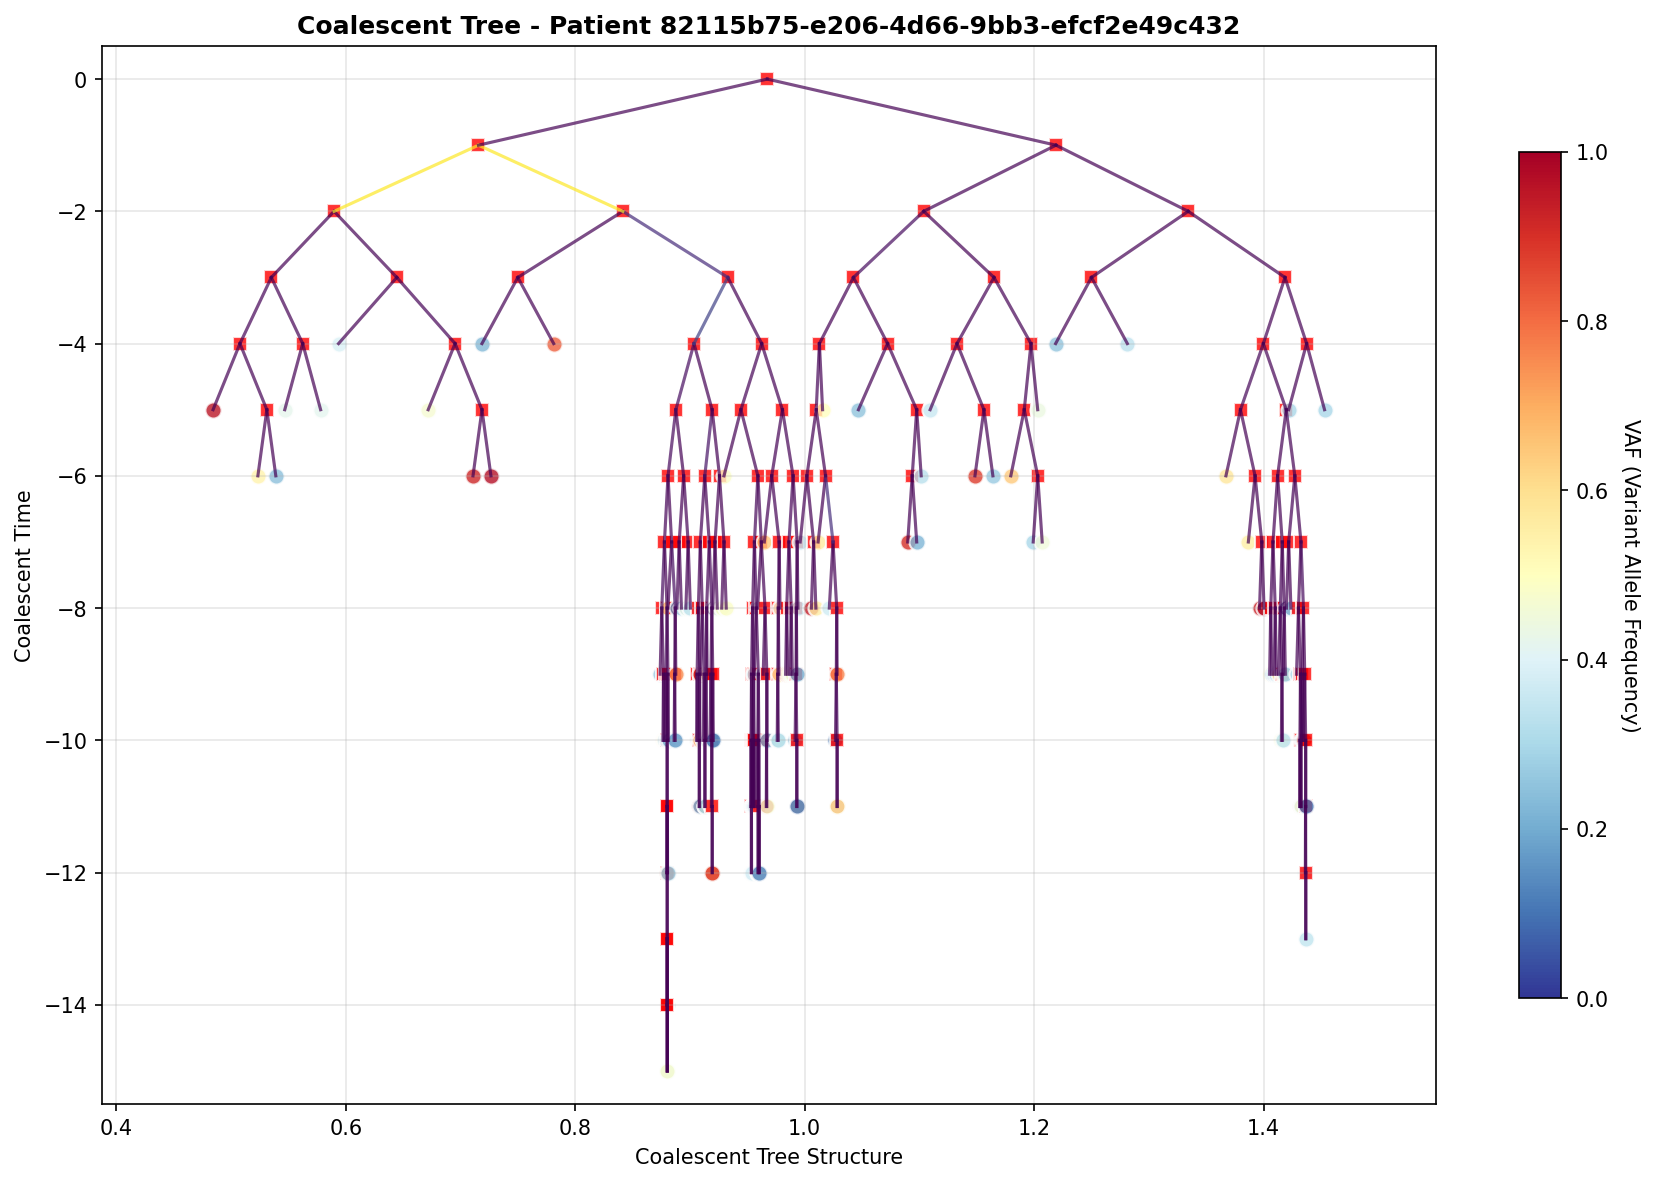 Coalescent Tree - Patient 82115b75-e206-4d66-9bb3-efcf2e49c432
0
−2
−4
−6
−8
−10
−12
−14
Coalescent Time
0.4 0.6 0.8 1.0 1.2 1.4
Coalescent Tree Structure
1.0
0.8
0.6
0.4
0.2
0.0
VAF (Variant Allele Frequency)